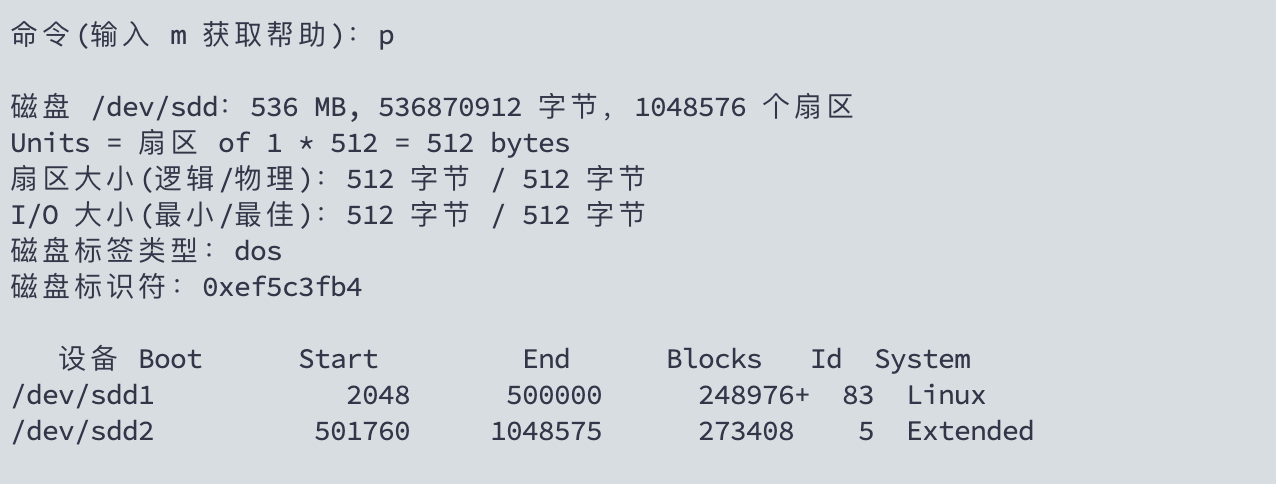 命令(输入 m 获取帮助)：p
磁盘 /dev/sdd：536 MB, 536870912 字节，1048576 个扇区
Units = 扇区 of 1 * 512 = 512 bytes
扇区大小(逻辑/物理)：512 字节 / 512 字节
I/O 大小(最小/最佳)：512 字节 / 512 字节
磁盘标签类型：dos
磁盘标识符：0xef5c3fb4
设备 Boot      Start         End      Blocks   Id  System
/dev/sdd1            2048      500000      248976+  83  Linux
/dev/sdd2          501760     1048575      273408    5  Extended